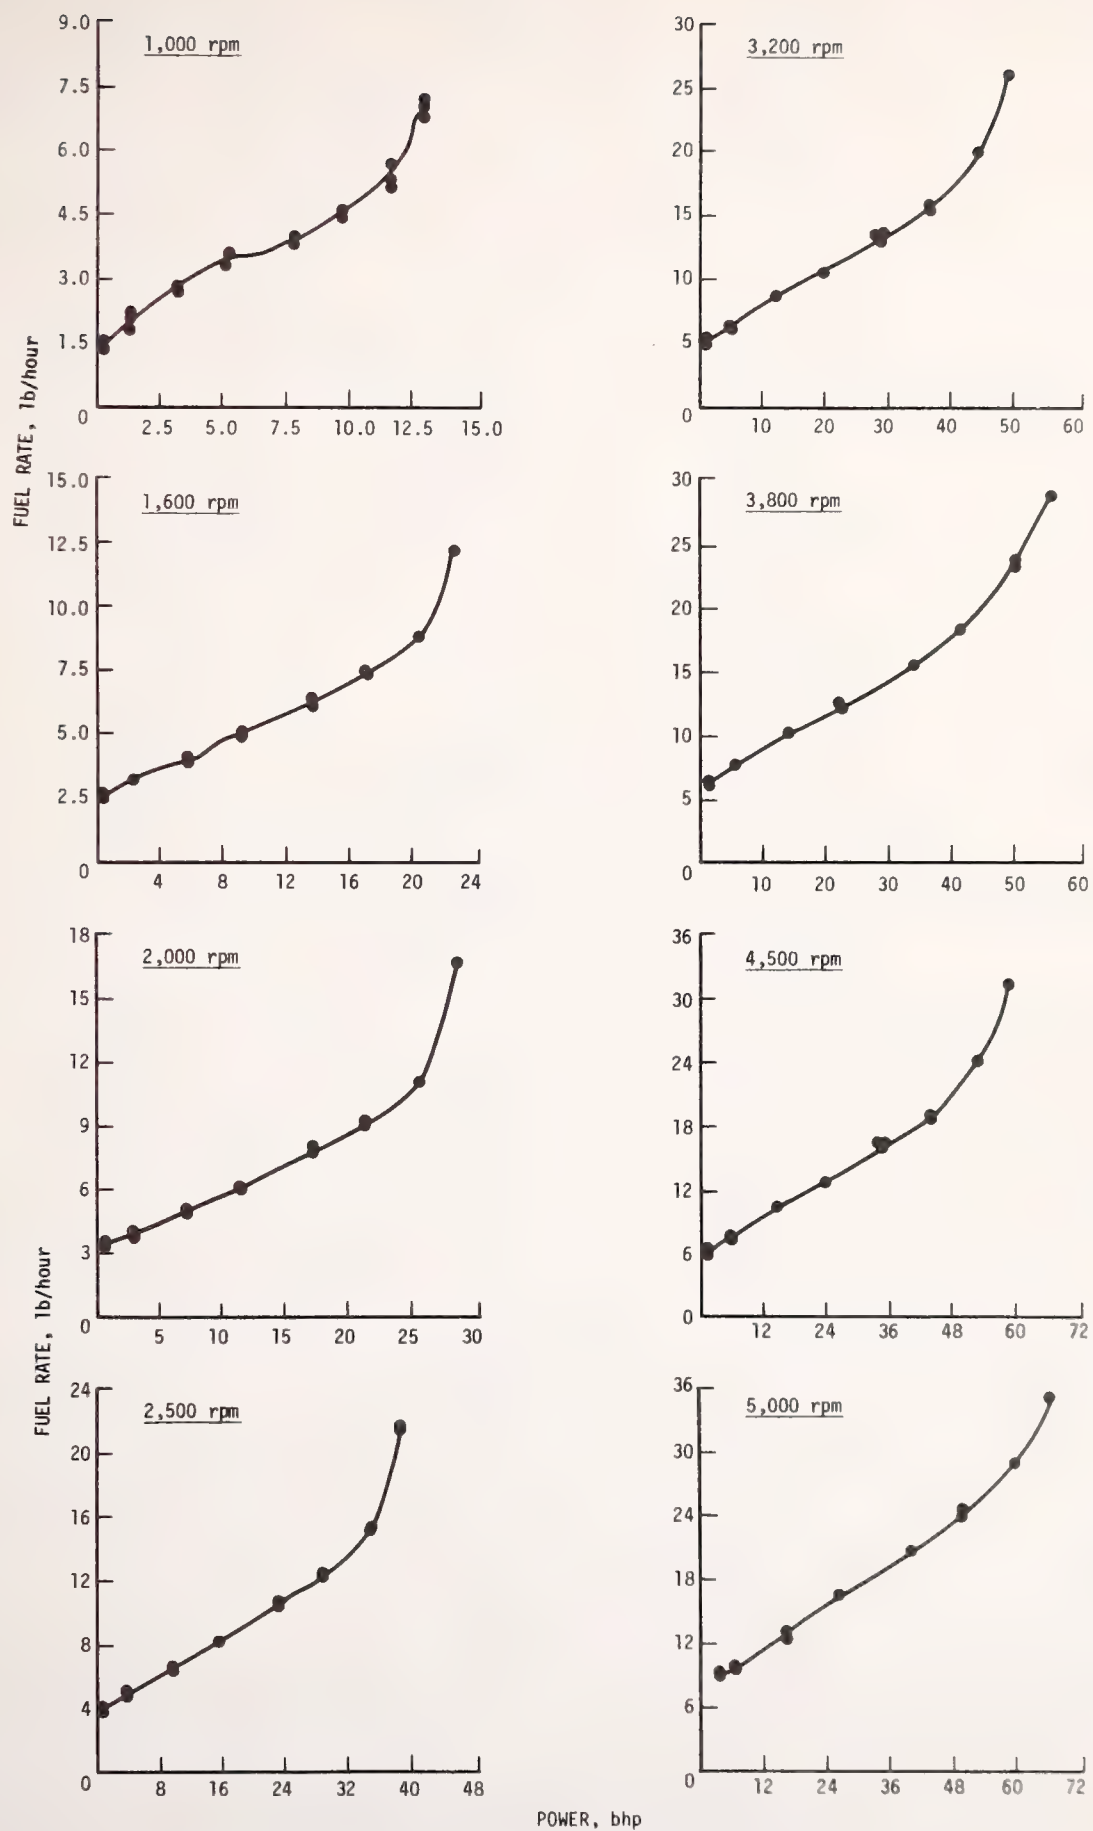 1,000 rpm
9.0
7.5
6.0
4.5
3.0
1.5
0
2.5 5.0 7.5 10.0 12.5 15.0
3,200 rpm
30
25
20
15
10
5
0
10 20 30 40 50 60
FUEL RATE, lb/hour
1,600 rpm
15.0
12.5
10.0
7.5
5.0
2.5
0
4 8 12 16 20 24
3,800 rpm
30
25
20
15
10
5
0
10 20 30 40 50 60
2,000 rpm
18
15
12
9
6
3
0
5 10 15 20 25 30
4,500 rpm
36
30
24
18
12
6
0
12 24 36 48 60 72
FUEL RATE, lb/hour
2,500 rpm
24
20
16
12
8
4
0
8 16 24 32 40 48
5,000 rpm
36
30
24
18
12
6
0
12 24 36 48 60 72
POWER, bhp